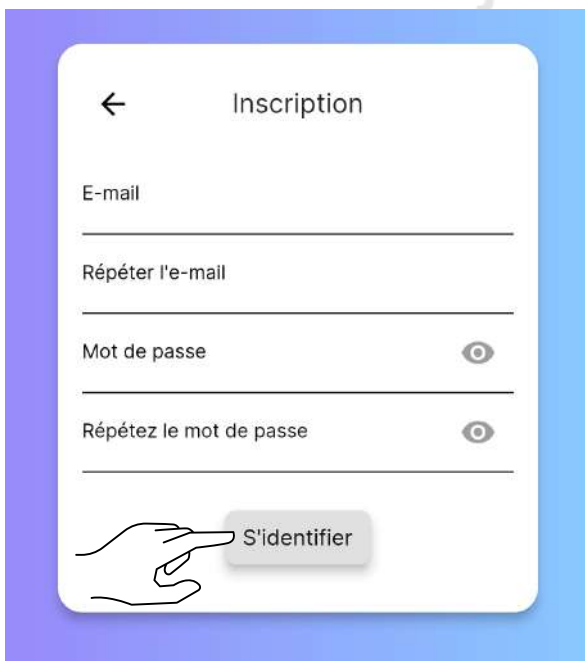 Inscription
E-mail
Répéter l'e-mail
Mot de passe
Répétez le mot de passe
S'identifier